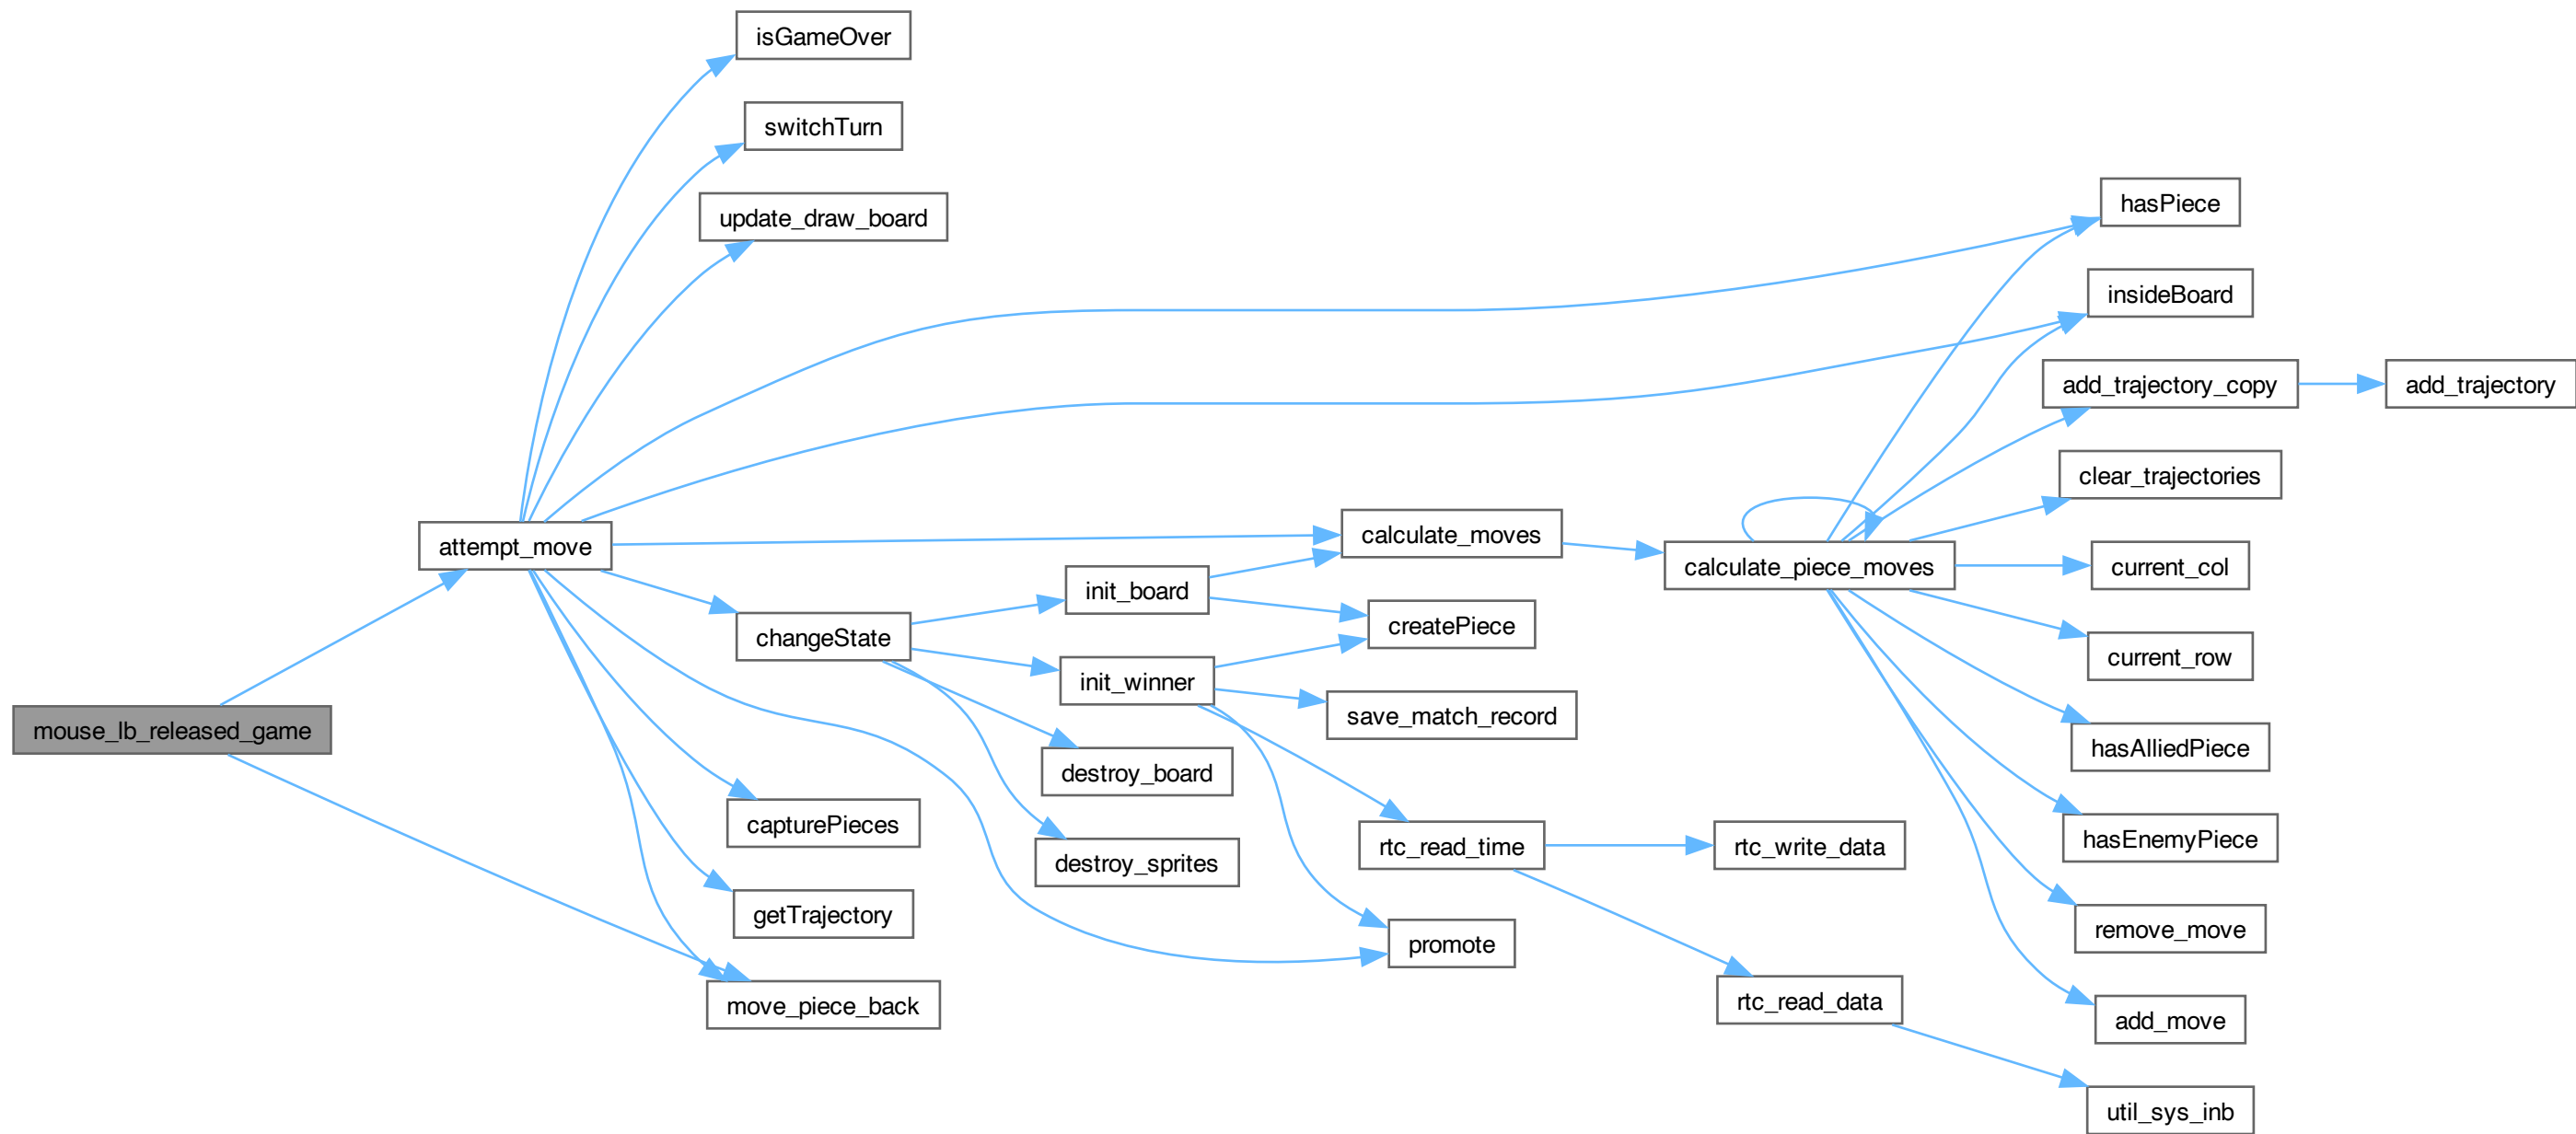 isGameOver
switchTurn
update_draw_board
hasPiece
insideBoard
add_trajectory_copy
add_trajectory
clear_trajectories
attempt_move
calculate_moves
calculate_piece_moves
current_col
init_board
createPiece
changeState
current_row
init_winner
save_match_record
mouse_lb_released_game
hasAlliedPiece
destroy_board
capturePieces
rtc_read_time
rtc_write_data
hasEnemyPiece
destroy_sprites
getTrajectory
promote
remove_move
move_piece_back
rtc_read_data
add_move
util_sys_inb